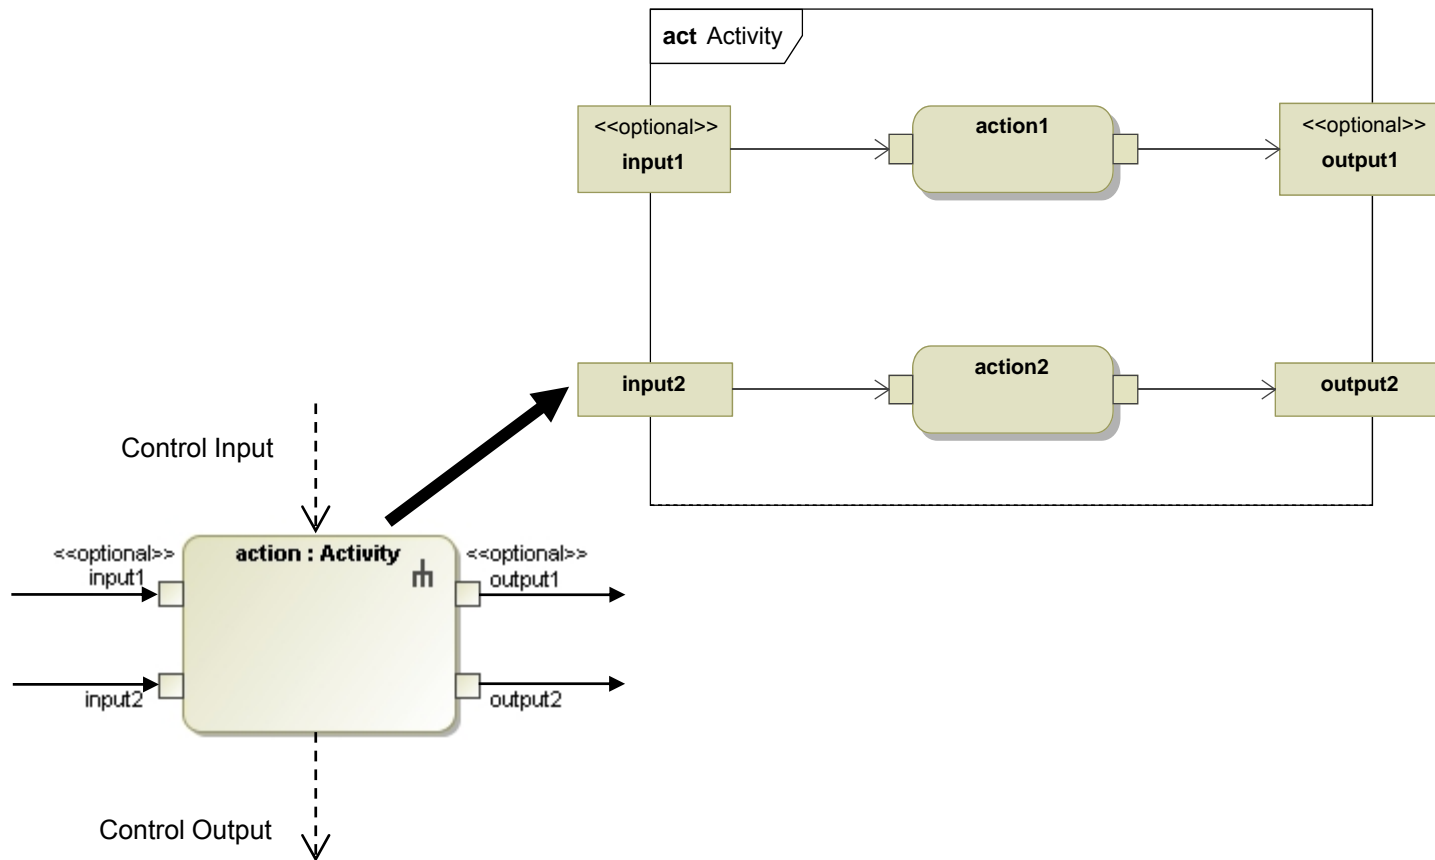 act Activity
<<optional>>
input1
action1
<<optional>>
output1
input2
action2
output2
Control Input
<<optional>>
input1
action : Activity
<<optional>>
output1
input2
output2
Control Output